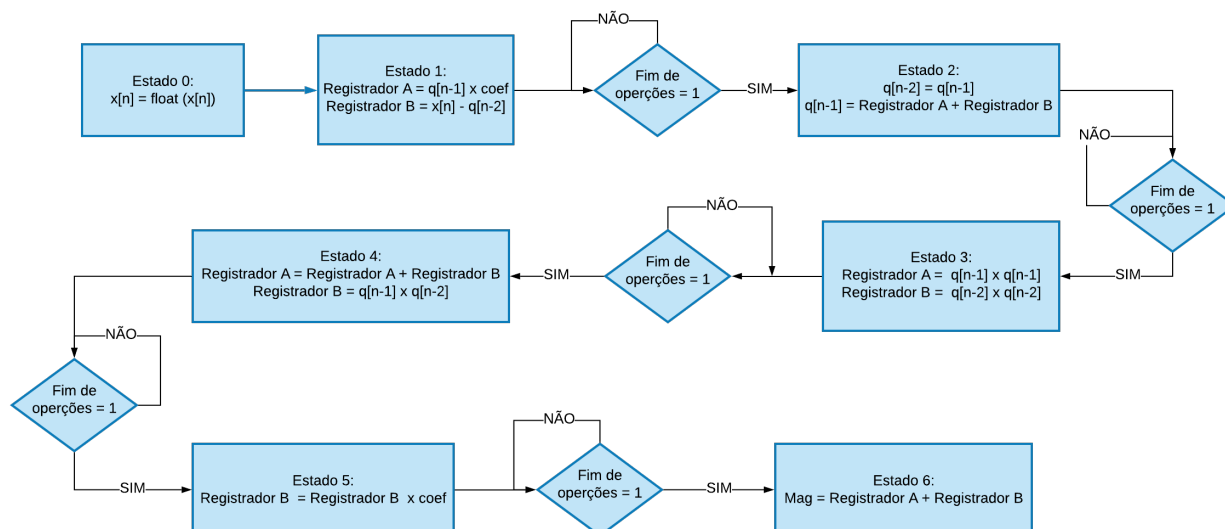 Estado 0:
x[n] = float (x[n])
Estado 1:
Registrador A = q[n-1] x coef
Registrador B = x[n] - q[n-2]
NÃO
Fim de
operções = 1
SIM
Estado 2:
q[n-2] = q[n-1]
q[n-1] = Registrador A + Registrador B
NÃO
Fim de
operções = 1
SIM
Estado 3:
Registrador A = q[n-1] x q[n-1]
Registrador B = q[n-2] x q[n-2]
NÃO
Fim de
operções = 1
SIM
Estado 4:
Registrador A = Registrador A + Registrador B
Registrador B = q[n-1] x q[n-2]
NÃO
Fim de
operções = 1
SIM
Estado 5:
Registrador B = Registrador B x coef
NÃO
Fim de
operções = 1
SIM
Estado 6:
Mag = Registrador A + Registrador B